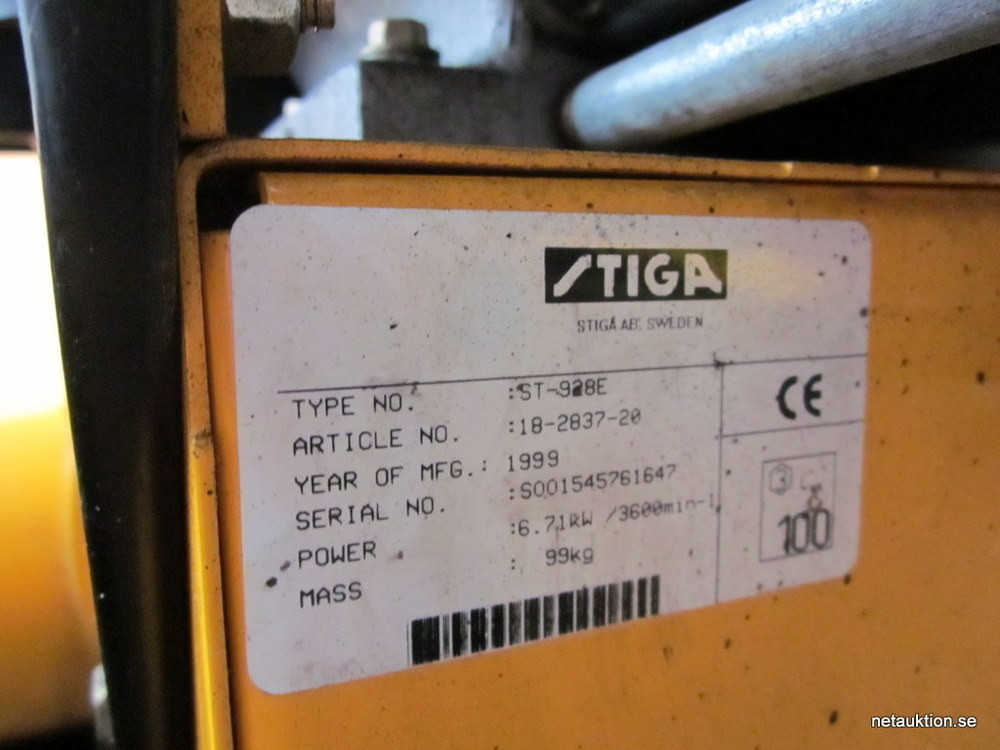 STIGA
STIGA AB, SWEDEN
TYPE NO. :ST-928E
ARTICLE NO. :18-2837-20
YEAR OF MFG.: 1999
SERIAL NO. :S001545761647
POWER :6.71KW /3600min-1
MASS : 99kg
CE
3
100
netauktion.se